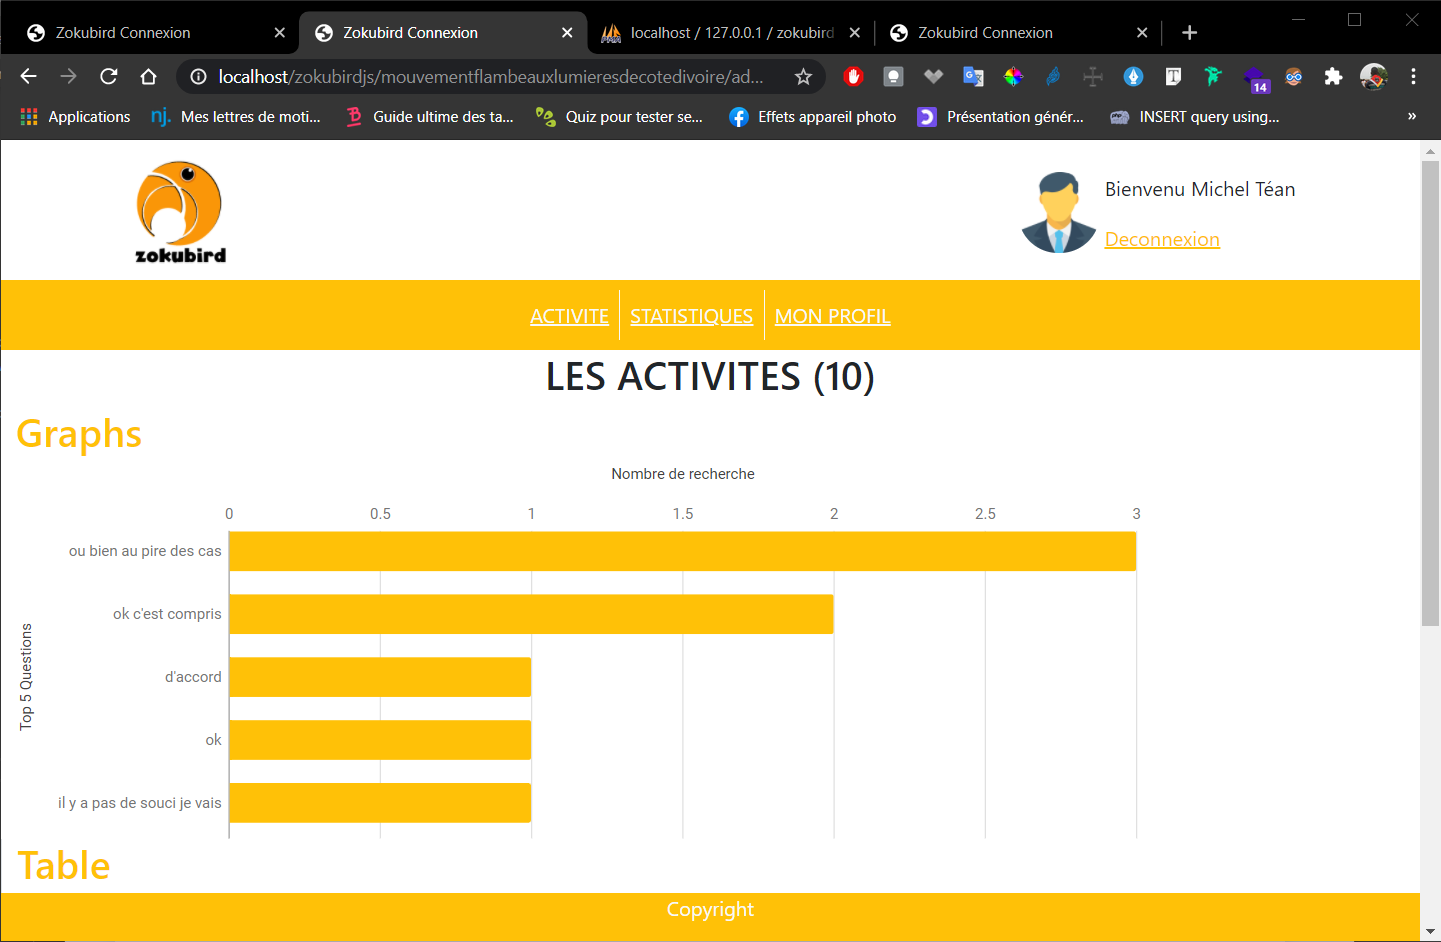 Zokubird Connexion
Zokubird Connexion
localhost / 127.0.0.1 / zokubird
Zokubird Connexion
localhost/zokubirdjs/mouvementflambeauxlumieresdecotedivoire/ad...
14
Applications
nj. Mes lettres de moti...
Guide ultime des ta...
Quiz pour tester se...
Effets appareil photo
Présentation génér...
INSERT query using...
»
zokubird
Bienvenu Michel Téan
Deconnexion
ACTIVITE
STATISTIQUES
MON PROFIL
LES ACTIVITES (10)
Graphs
Nombre de recherche
0 0.5 1 1.5 2 2.5 3
Top 5 Questions
ou bien au pire des cas
ok c'est compris
d'accord
ok
il y a pas de souci je vais
Table
Copyright